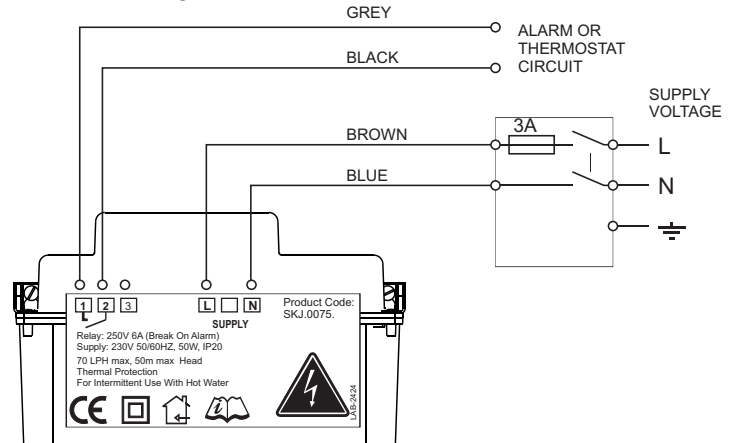 GREY
ALARM OR
THERMOSTAT
CIRCUIT
BLACK
SUPPLY
VOLTAGE
3A
BROWN
L
BLUE
N
1 2 3 L N
SUPPLY
Product Code:
SKJ.0075.
Relay: 250V 6A (Break On Alarm)
Supply: 230V 50/60HZ, 50W, IP20
70 LPH max, 50m max Head
Thermal Protection
For Intermittent Use With Hot Water
CE
i
LAB-2424